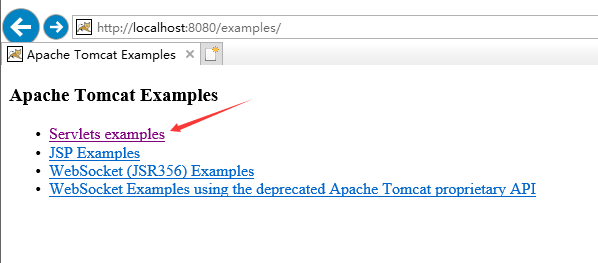 http://localhost:8080/examples/
Apache Tomcat Examples
Apache Tomcat Examples
Servlets examples
JSP Examples
WebSocket (JSR356) Examples
WebSocket Examples using the deprecated Apache Tomcat proprietary API